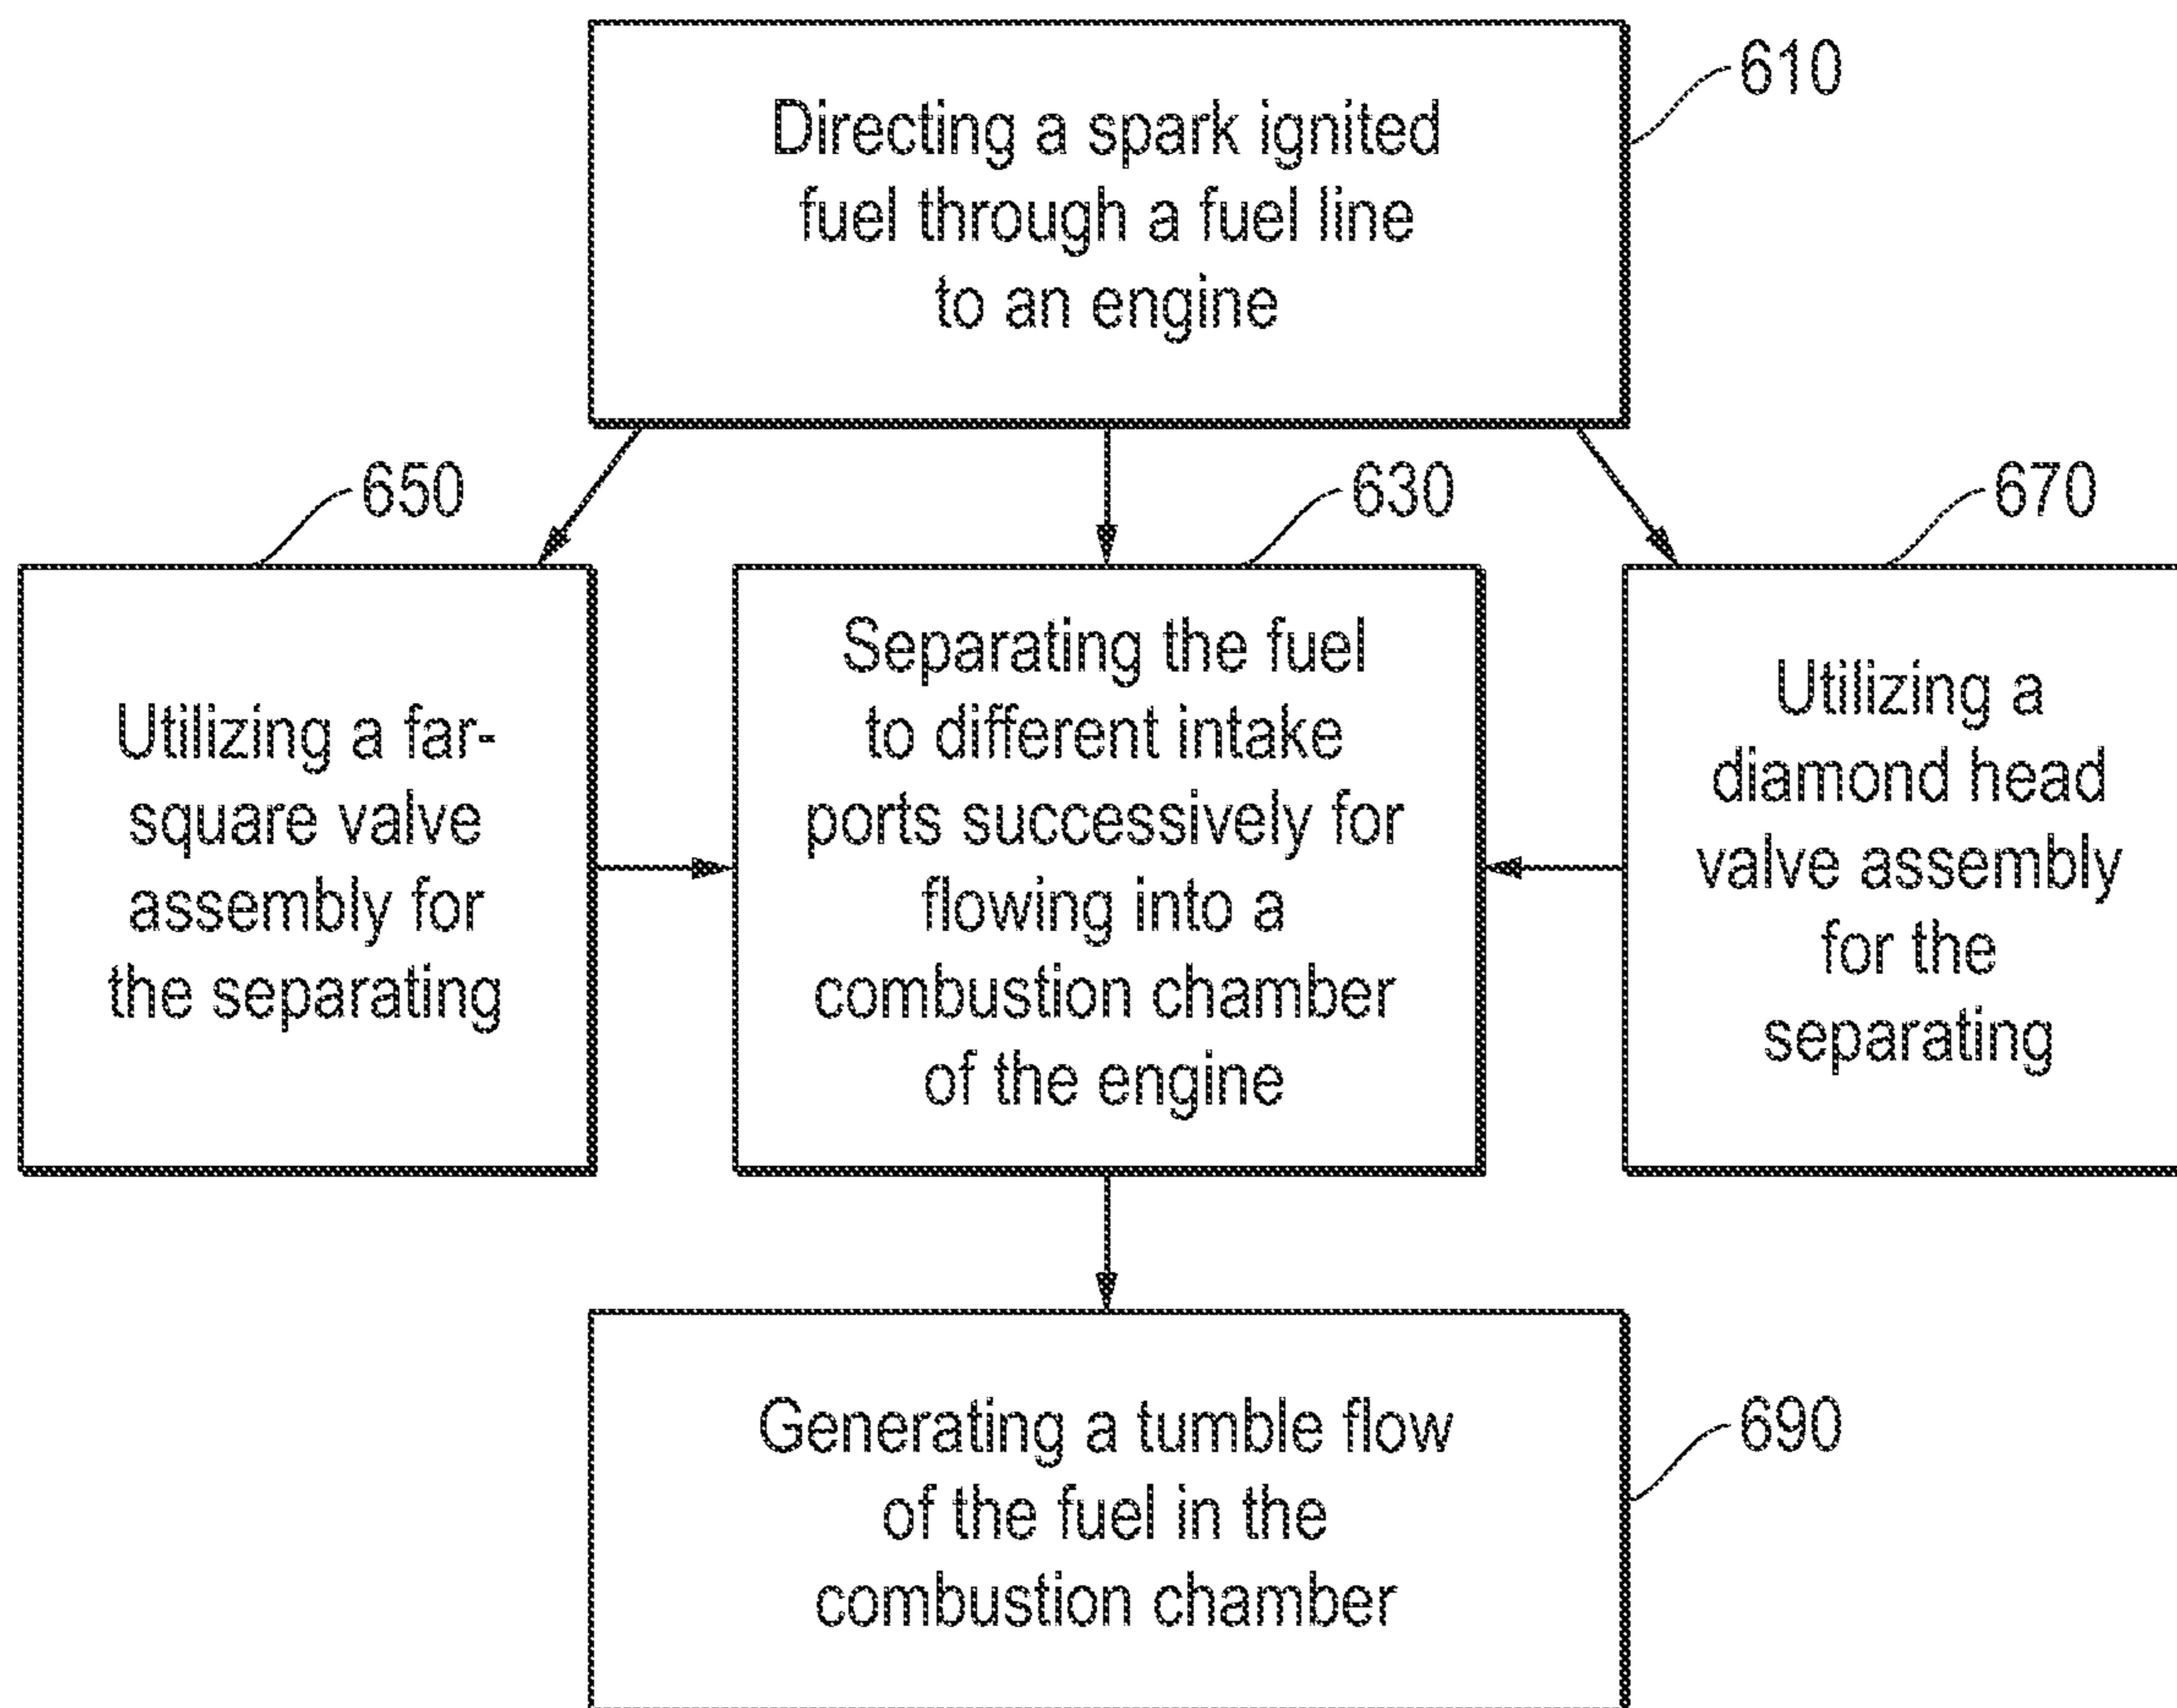 Directing a spark ignited
fuel through a fuel line
to an engine
610
650
630
670
Utilizing a far-
square valve
assembly for
the separating
Separating the fuel
to different intake
ports successively for
flowing into a
combustion chamber
of the engine
Utilizing a
diamond head
valve assembly
for the
separating
Generating a tumble flow
of the fuel in the
combustion chamber
690